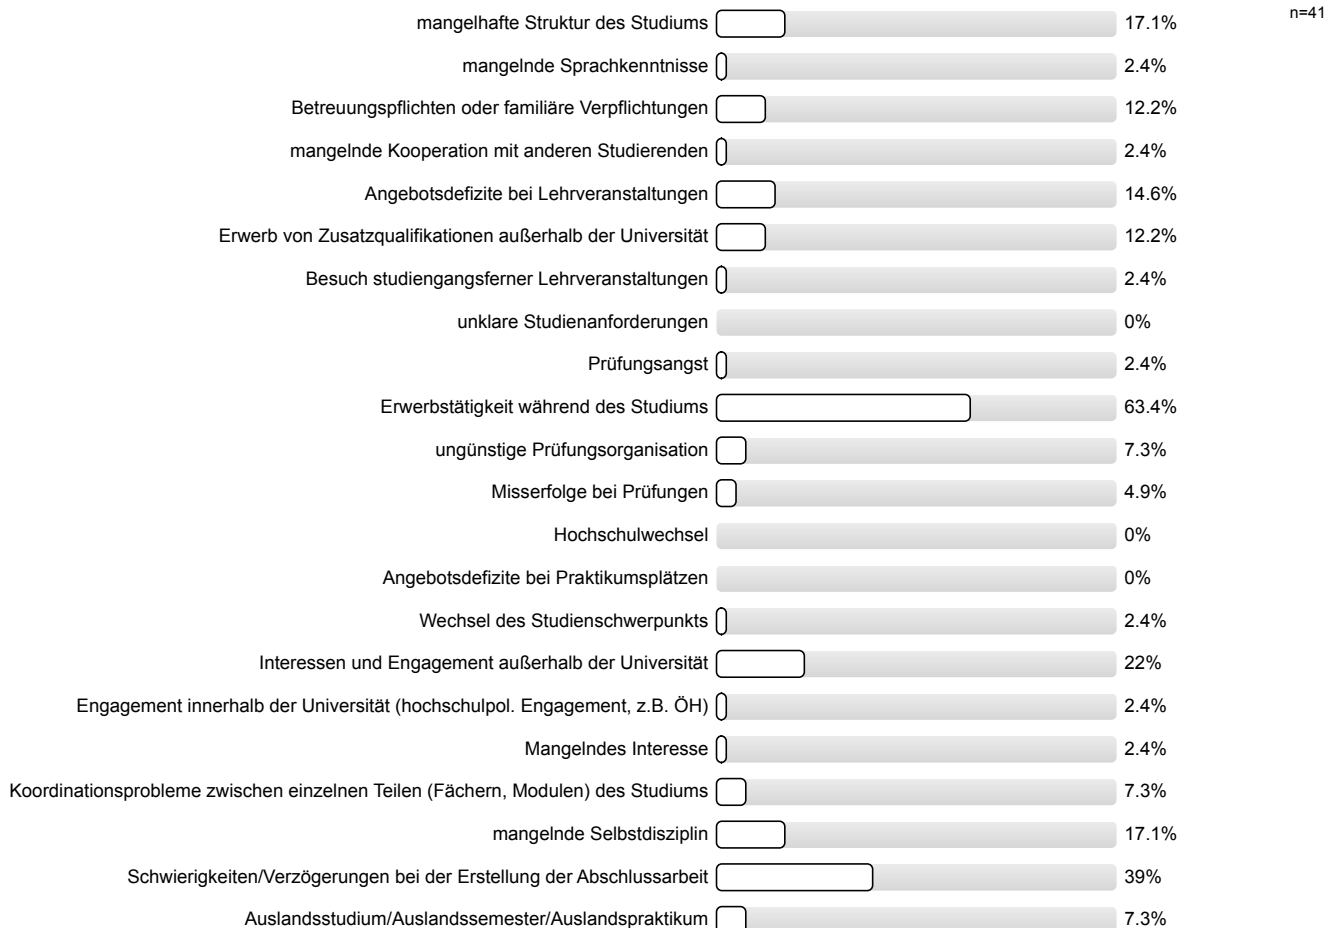 n=41
mangelhafte Struktur des Studiums 17.1%
mangelnde Sprachkenntnisse 2.4%
Betreuungspflichten oder familiäre Verpflichtungen 12.2%
mangelnde Kooperation mit anderen Studierenden 2.4%
Angebotsdefizite bei Lehrveranstaltungen 14.6%
Erwerb von Zusatzqualifikationen außerhalb der Universität 12.2%
Besuch studiengangsferner Lehrveranstaltungen 2.4%
unklare Studienanforderungen 0%
Prüfungsangst 2.4%
Erwerbstätigkeit während des Studiums 63.4%
ungünstige Prüfungsorganisation 7.3%
Misserfolge bei Prüfungen 4.9%
Hochschulwechsel 0%
Angebotsdefizite bei Praktikumsplätzen 0%
Wechsel des Studienschwerpunkts 2.4%
Interessen und Engagement außerhalb der Universität 22%
Engagement innerhalb der Universität (hochschulpol. Engagement, z.B. ÖH) 2.4%
Mangelndes Interesse 2.4%
Koordinationsprobleme zwischen einzelnen Teilen (Fächern, Modulen) des Studiums 7.3%
mangelnde Selbstdisziplin 17.1%
Schwierigkeiten/Verzögerungen bei der Erstellung der Abschlussarbeit 39%
Auslandsstudium/Auslandssemester/Auslandspraktikum 7.3%